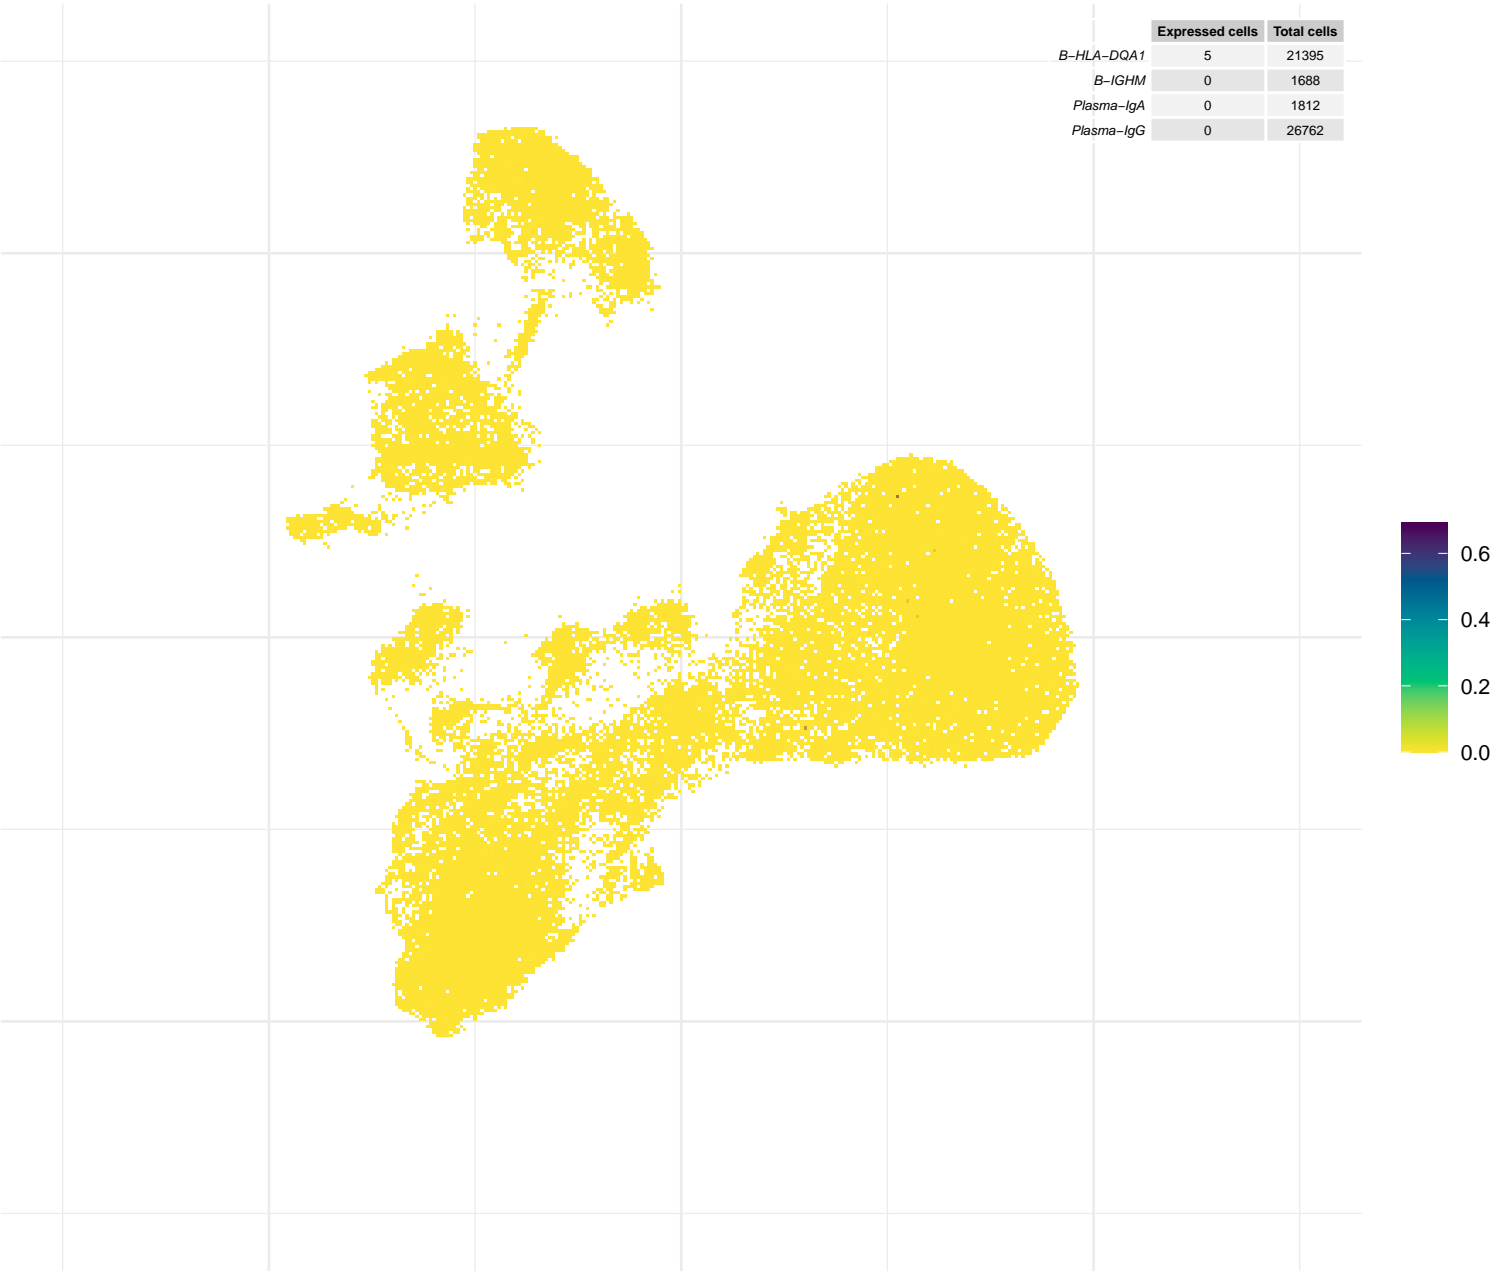 Expressed cells Total cells
B−HLA−DQA1 5 21395
B−IGHM 0 1688
Plasma−IgA 0 1812
Plasma−IgG 0 26762
0.6
0.4
0.2
0.0